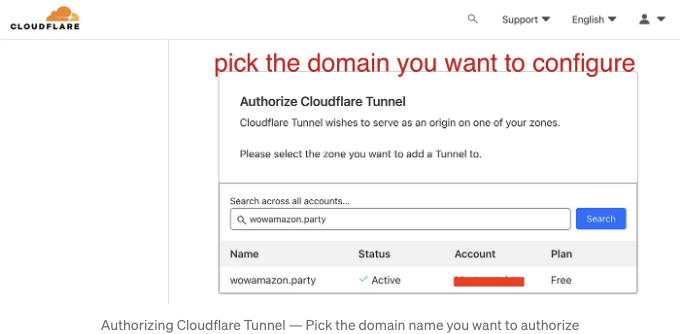 CLOUDFLARE
Support English
pick the domain you want to configure
Authorize Cloudflare Tunnel
Cloudflare Tunnel wishes to serve as an origin on one of your zones.
Please select the zone you want to add a Tunnel to.
Search across all accounts...
wowamazon.party Search
Name Status Account Plan
wowamazon.party Active Free
Authorizing Cloudflare Tunnel — Pick the domain name you want to authorize